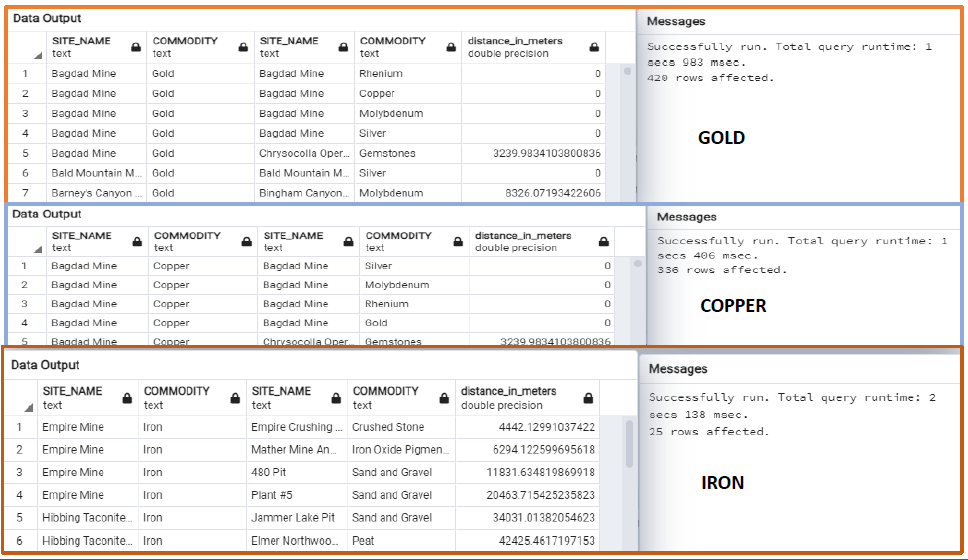 Data Output
SITE_NAME COMMODITY SITE_NAME COMMODITY distance_in_meters
text text text text double precision
1 Bagdad Mine Gold Bagdad Mine Rhenium 0
2 Bagdad Mine Gold Bagdad Mine Copper 0
3 Bagdad Mine Gold Bagdad Mine Molybdenum 0
4 Bagdad Mine Gold Bagdad Mine Silver 0
5 Bagdad Mine Gold Chrysocolla Oper... Gemstones 3239.9834103800836
6 Bald Mountain M... Gold Bald Mountain M... Silver 0
7 Barney's Canyon ... Gold Bingham Canyon... Molybdenum 8326.07193422606
Messages
Successfully run. Total query runtime: 1
secs 983 msec.
420 rows affected.
GOLD
Data Output
SITE_NAME COMMODITY SITE_NAME COMMODITY distance_in_meters
text text text text double precision
1 Bagdad Mine Copper Bagdad Mine Silver 0
2 Bagdad Mine Copper Bagdad Mine Molybdenum 0
3 Bagdad Mine Copper Bagdad Mine Rhenium 0
4 Bagdad Mine Copper Bagdad Mine Gold 0
5 Bagdad Mine Copper Chrysocolla Oper... Gemstones 3239.9834103800836
Messages
Successfully run. Total query runtime: 1
secs 406 msec.
336 rows affected.
COPPER
Data Output
SITE_NAME COMMODITY SITE_NAME COMMODITY distance_in_meters
text text text text double precision
1 Empire Mine Iron Empire Crushing ... Crushed Stone 4442.12991037422
2 Empire Mine Iron Mather Mine An... Iron Oxide Pigmen... 6294.122599695618
3 Empire Mine Iron 480 Pit Sand and Gravel 11831.634819869918
4 Empire Mine Iron Plant #5 Sand and Gravel 20463.715425235823
5 Hibbing Taconite... Iron Jammer Lake Pit Sand and Gravel 34031.01382054623
6 Hibbing Taconite... Iron Elmer Northwoo... Peat 42425.4617197153
Messages
Successfully run. Total query runtime: 2
secs 138 msec.
25 rows affected.
IRON